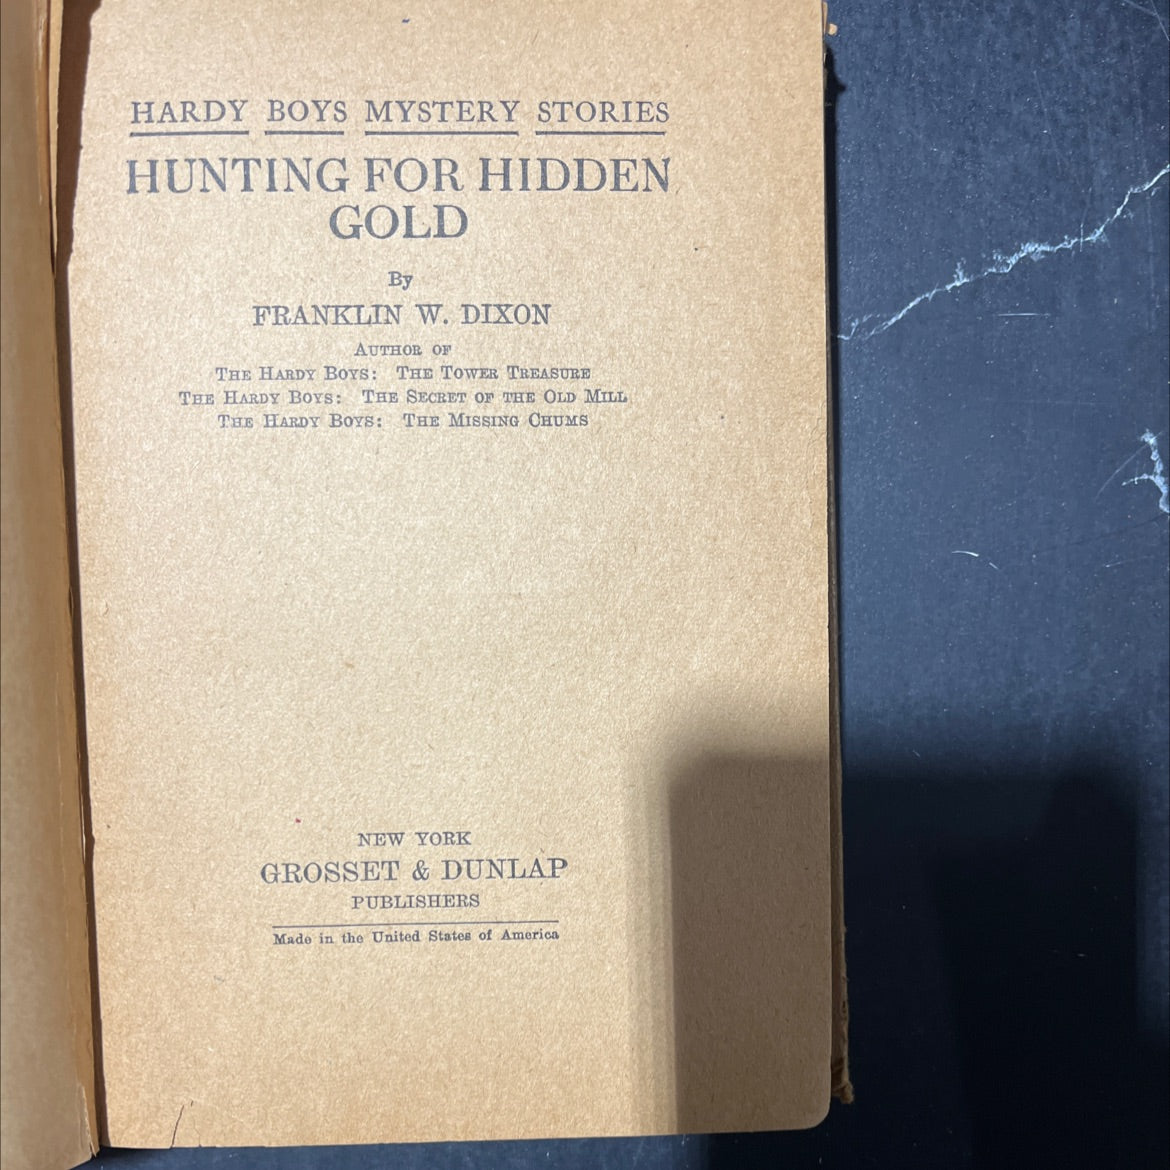 HARDY BOYS MYSTERY STORIES
HUNTING FOR HIDDEN
GOLD
By
FRANKLIN W. DIXON
AUTHOR OF
THE HARDY BOYS: THE TOWER TREASURE
THE HARDY BOYS: THE SECRET OF THE OLD MILL
THE HARDY BOYS: THE MISSING CHUMS
NEW YORK
GROSSET & DUNLAP
PUBLISHERS
Made in the United States of America